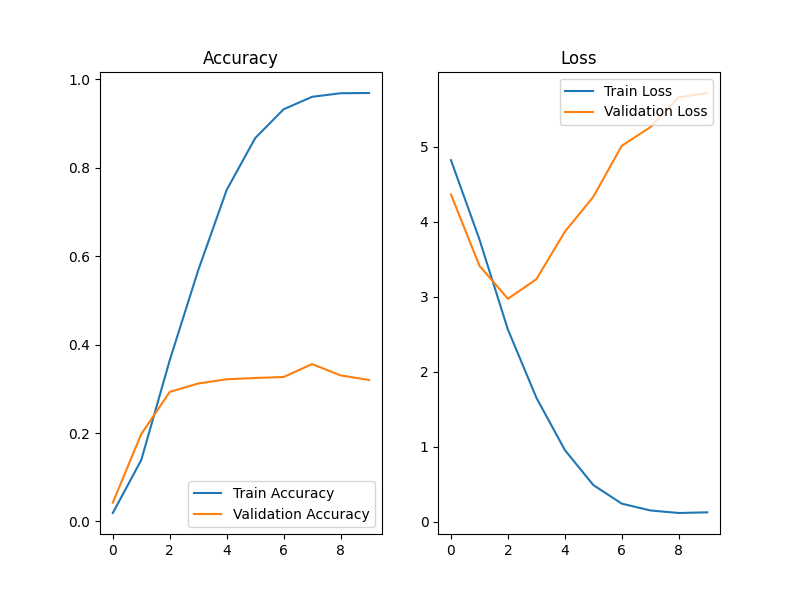 Accuracy
1.0
0.8
0.6
0.4
0.2
0.0
0 2 4 6 8
Train Accuracy
Validation Accuracy
Loss
5
4
3
2
1
0
0 2 4 6 8
Train Loss
Validation Loss